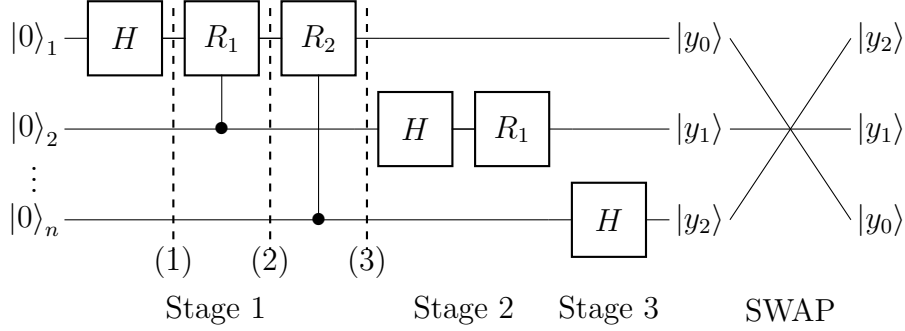 |0⟩₁ H R₁ R₂ |y₀⟩ |y₂⟩
|0⟩₂ H R₁ |y₁⟩ |y₁⟩
⋮
|0⟩ₙ H |y₂⟩ |y₀⟩
(1) (2) (3)
Stage 1 Stage 2 Stage 3 SWAP